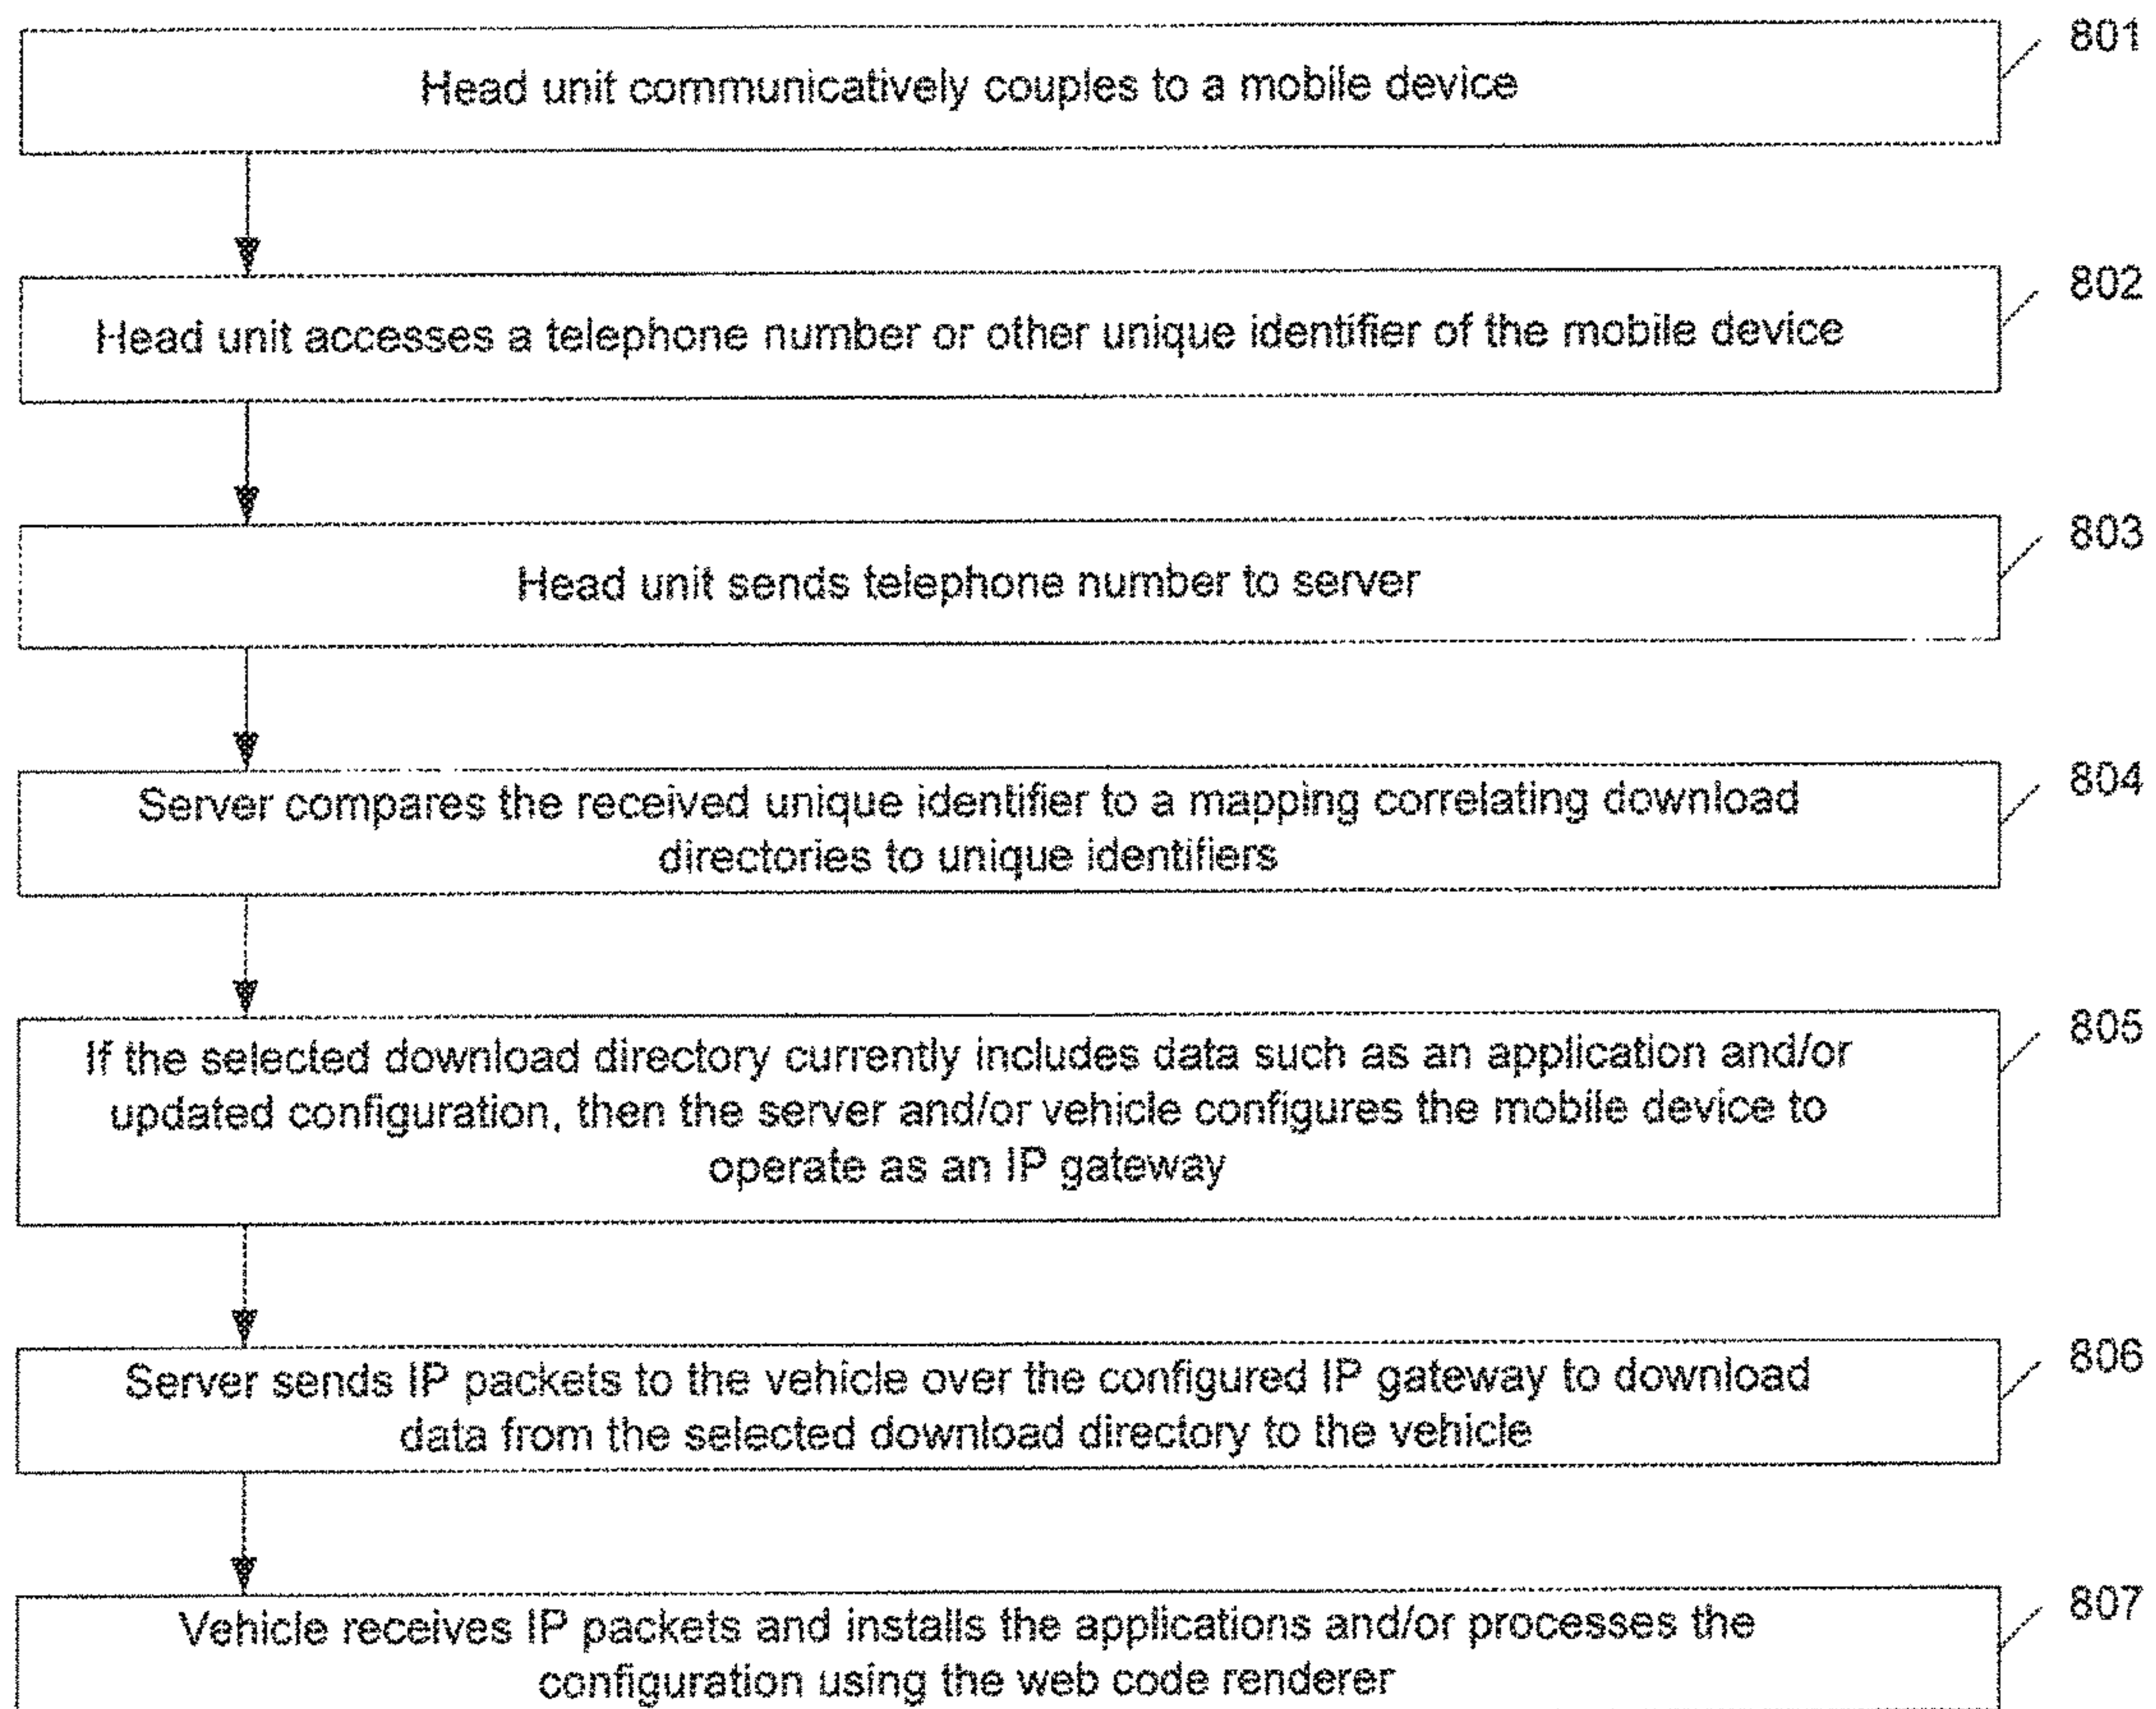 801
Head unit communicatively couples to a mobile device
802
Head unit accesses a telephone number or other unique identifier of the mobile device
803
Head unit sends telephone number to server
804
Server compares the received unique identifier to a mapping correlating download
directories to unique identifiers
805
If the selected download directory currently includes data such as an application and/or
updated configuration, then the server and/or vehicle configures the mobile device to
operate as an IP gateway
806
Server sends IP packets to the vehicle over the configured IP gateway to download
data from the selected download directory to the vehicle
807
Vehicle receives IP packets and installs the applications and/or processes the
configuration using the web code renderer